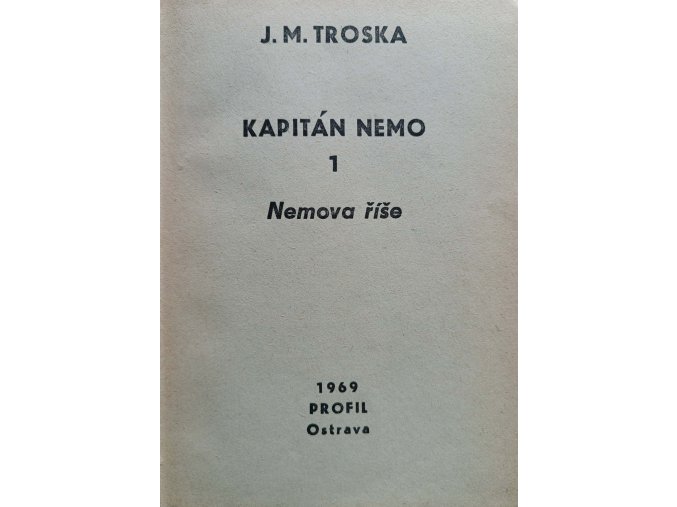 J. M. TROSKA
KAPITÁN NEMO
1
Nemova říše
1969
PROFIL
Ostrava